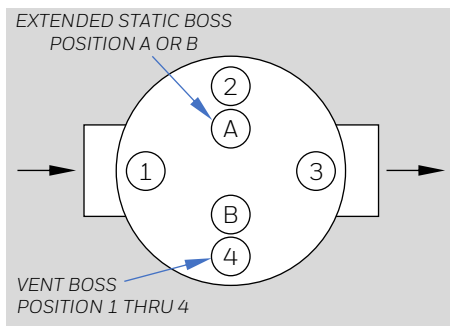 EXTENDED STATIC BOSS
POSITION A OR B
2
A
1
3
B
4
VENT BOSS
POSITION 1 THRU 4